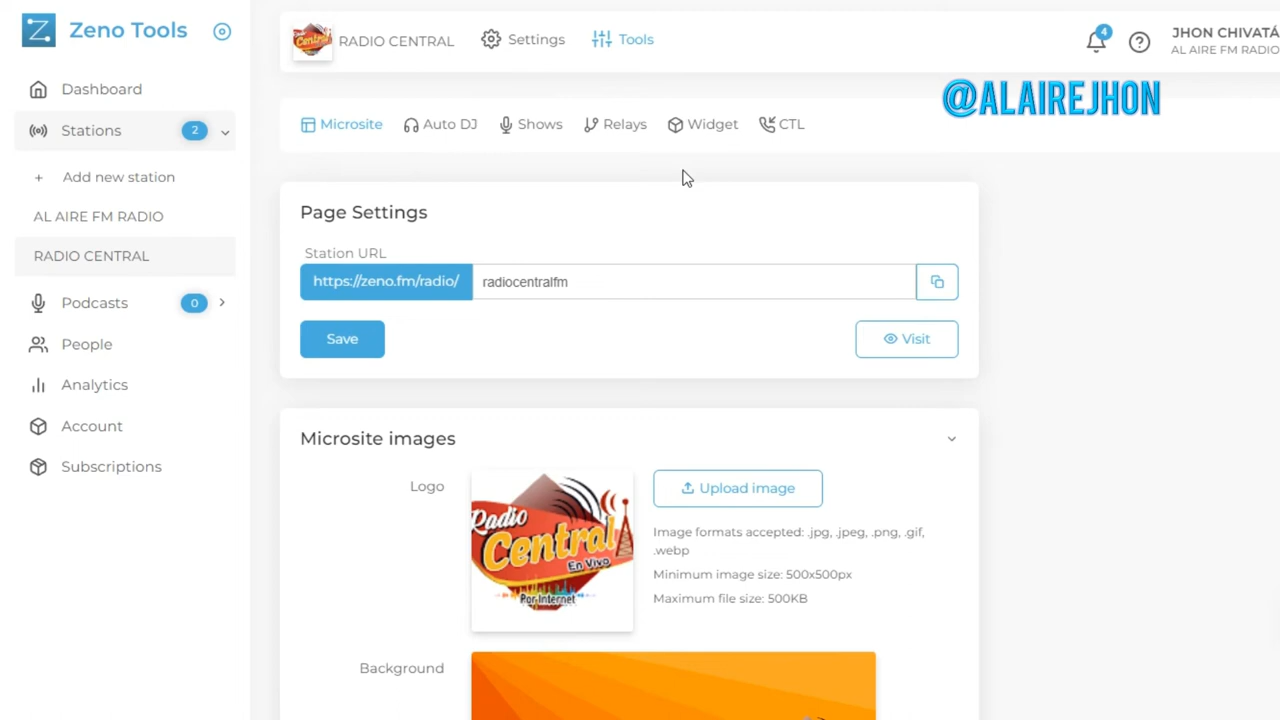 Zeno Tools
Dashboard
Stations 2
+ Add new station
AL AIRE FM RADIO
RADIO CENTRAL
Podcasts 0
People
Analytics
Account
Subscriptions
RADIO CENTRAL Settings Tools
4
JHON CHIVATÁ
AL AIRE FM RADIO
@ALAIREJHON
Microsite Auto DJ Shows Relays Widget CTL
Page Settings
Station URL
https://zeno.fm/radio/ radiocentralfm
Save Visit
Microsite images
Logo
Radio
Central
En Vivo
Por Internet
Upload image
Image formats accepted: .jpg, .jpeg, .png, .gif,
.webp
Minimum image size: 500x500px
Maximum file size: 500KB
Background